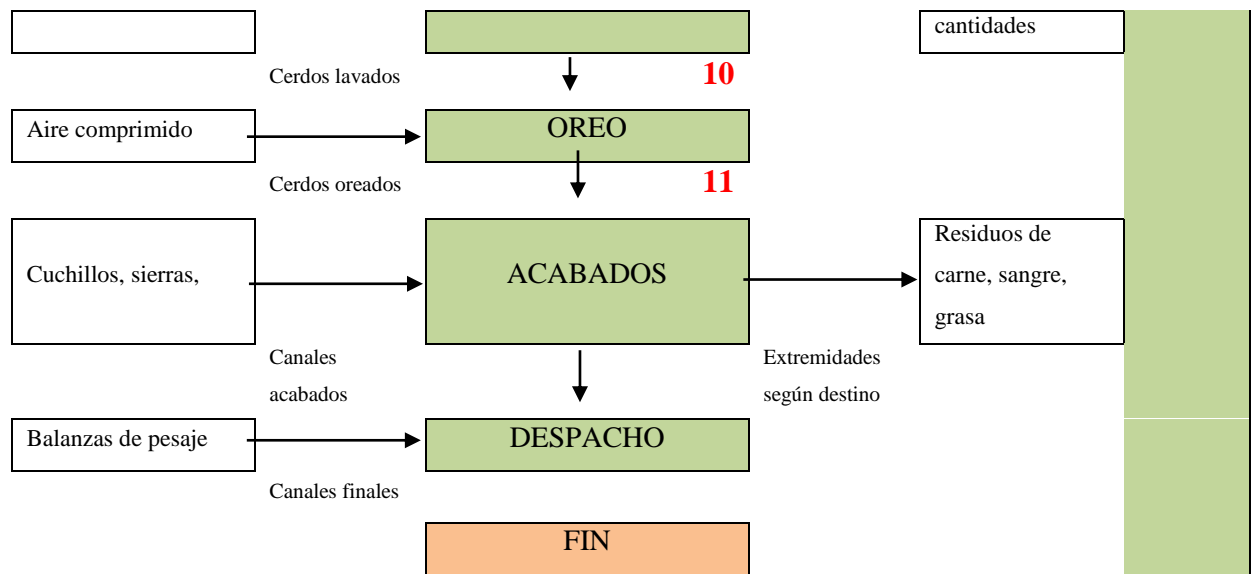 cantidades
Cerdos lavados
10
Aire comprimido
OREO
Cerdos oreados
11
Cuchillos, sierras,
ACABADOS
Residuos de
carne, sangre,
grasa
Canales
acabados
Extremidades
según destino
Balanzas de pesaje
DESPACHO
Canales finales
FIN